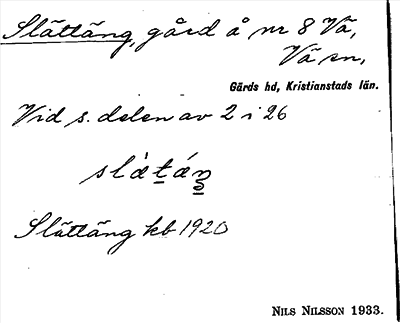 Slättäng, gård å nr 8 Vä,
Vä sn,
Gärds hd, Kristianstads län.
Vid s. delen av 2 i 26
Slättäng kb 1920
NILS NILSSON 1933.